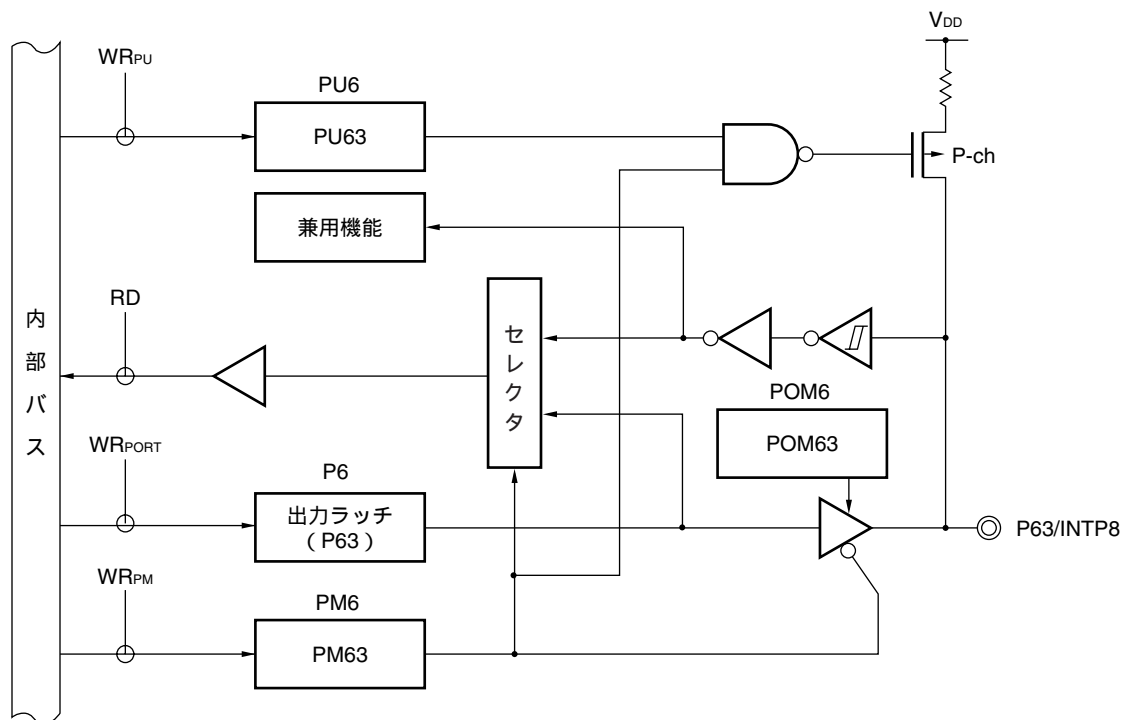 VDD
WRPU
PU6
PU63
P-ch
兼用機能
RD
内部バス
セレクタ
POM6
POM63
WRPORT
P6
出力ラッチ
（P63）
P63/INTP8
WRPM
PM6
PM63